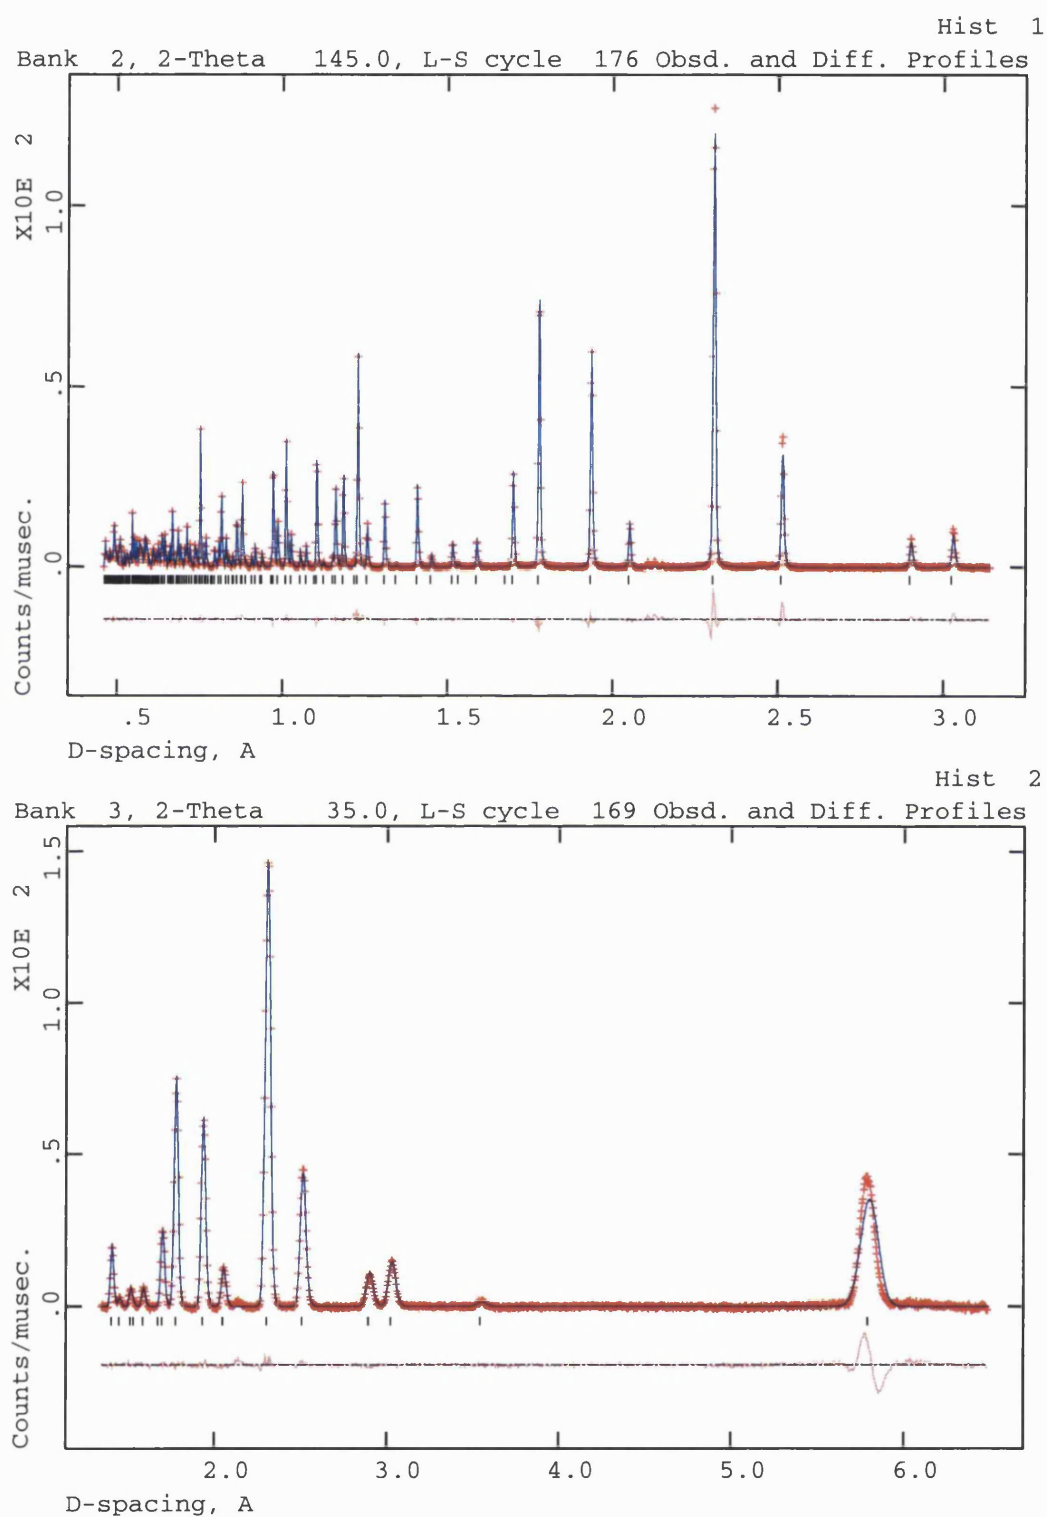 Hist 1
Bank 2, 2-Theta 145.0, L-S cycle 176 Obsd. and Diff. Profiles
X10E 2
Counts/musec.
1.0
.5
.0
.5 1.0 1.5 2.0 2.5 3.0
D-spacing, A
Hist 2
Bank 3, 2-Theta 35.0, L-S cycle 169 Obsd. and Diff. Profiles
X10E 2
Counts/musec.
1.5
1.0
.5
.0
2.0 3.0 4.0 5.0 6.0
D-spacing, A